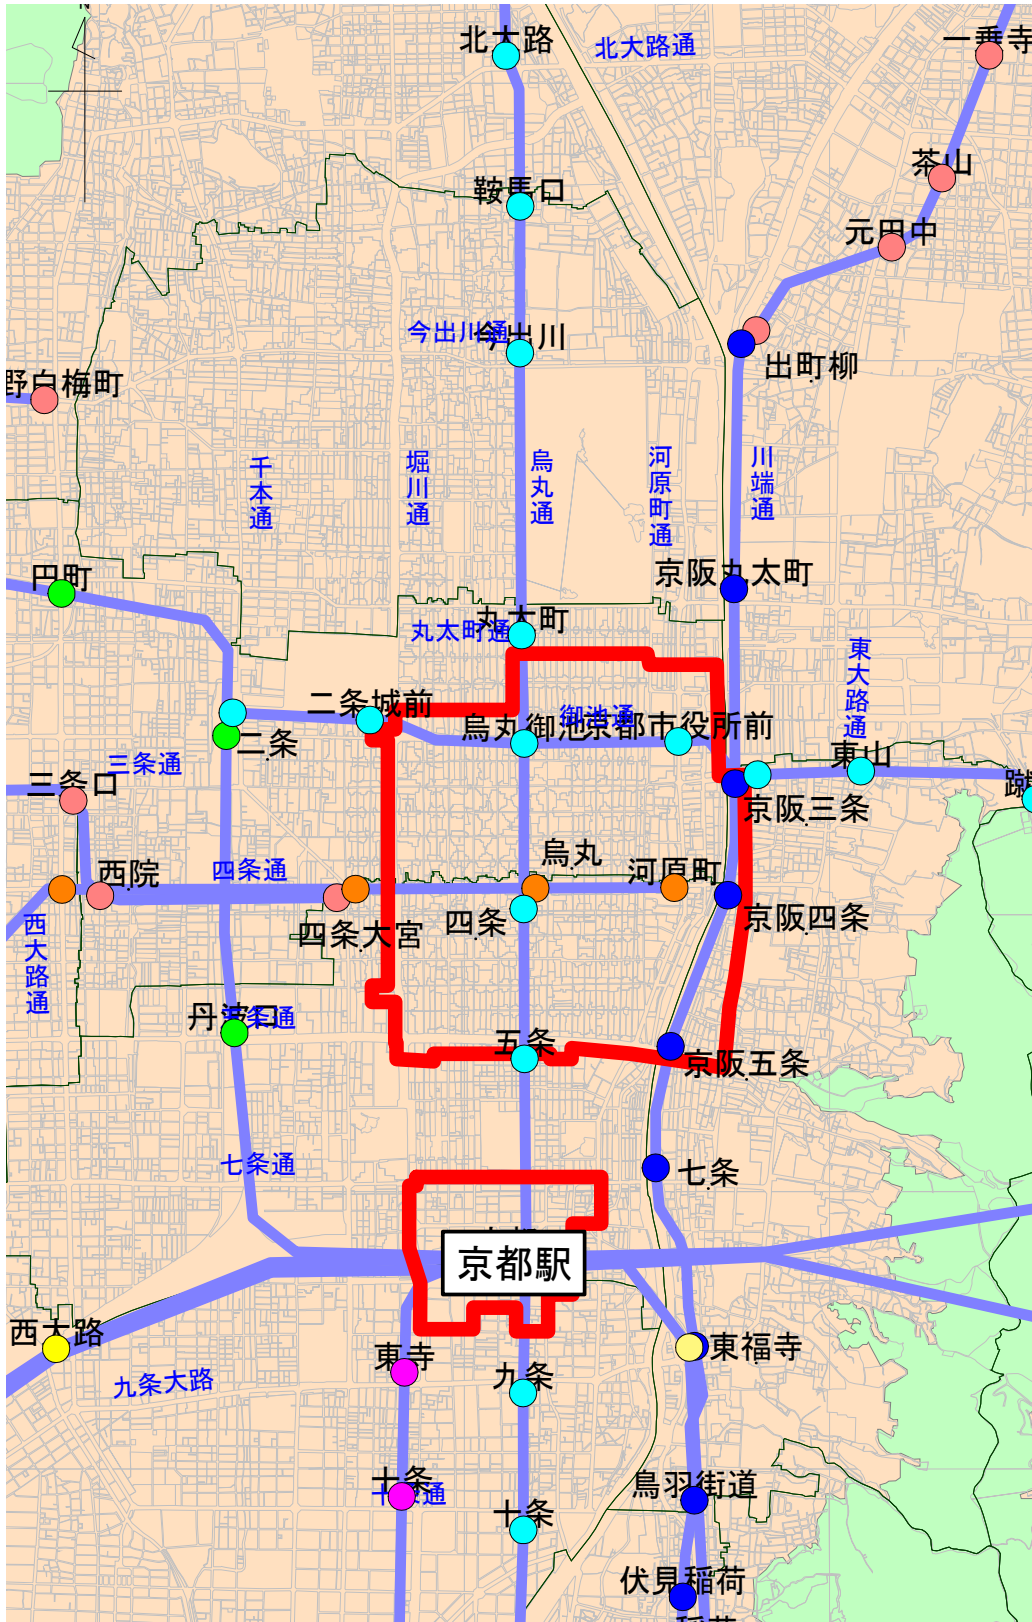 N
北大路
北大路通
一乗寺
鞍馬口
茶山
元田中
今出川通
今出川
出町柳
野白梅町
千本通
堀川通
烏丸通
河原町通
川端通
円町
京阪丸太町
丸太町
丸太町通
東大路通
二条城前
烏丸御池
御池通
京都市役所前
二条
三条通
東山
三条口
蹴
京阪三条
西院
四条通
烏丸
河原町
四条大宮
四条
京阪四条
西大路通
丹波口
五条通
五条
京阪五条
七条通
七条
京都駅
西大路
東寺
東福寺
九条大路
九条
十条
十条通
鳥羽街道
十条
伏見稲荷
稲荷